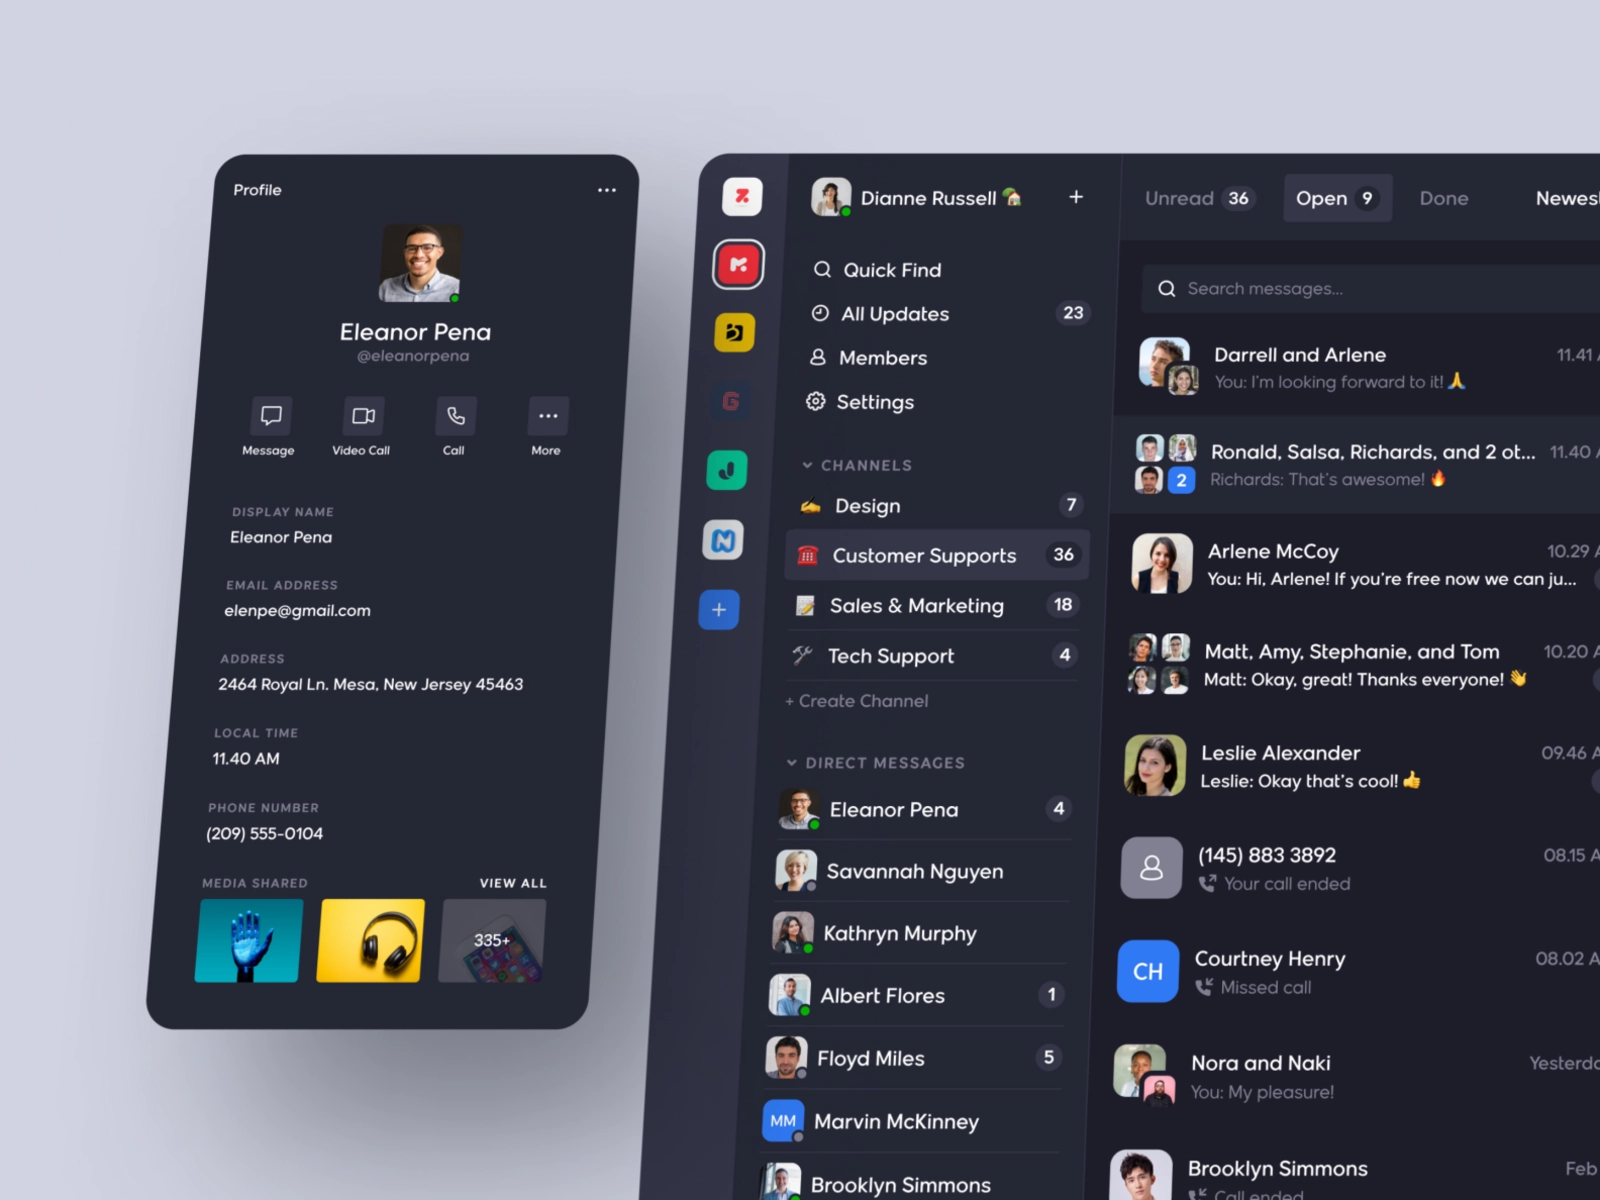 Profile
Eleanor Pena
@eleanorpena
Message
Video Call
Call
More
DISPLAY NAME
Eleanor Pena
EMAIL ADDRESS
elenpe@gmail.com
ADDRESS
2464 Royal Ln. Mesa, New Jersey 45463
LOCAL TIME
11.40 AM
PHONE NUMBER
(209) 555-0104
MEDIA SHARED VIEW ALL
335+
Dianne Russell 🏡 +
Quick Find
All Updates 23
Members
Settings
CHANNELS
✍️ Design 7
☎️ Customer Supports 36
📝 Sales & Marketing 18
🛠 Tech Support 4
+ Create Channel
DIRECT MESSAGES
Eleanor Pena 4
Savannah Nguyen
Kathryn Murphy
Albert Flores 1
Floyd Miles 5
MM Marvin McKinney
Brooklyn Simmons
Unread 36 Open 9 Done
Search messages...
Darrell and Arlene 11.41
You: I'm looking forward to it! 🙏
Ronald, Salsa, Richards, and 2 ot... 11.40
2 Richards: That's awesome! 🔥
Arlene McCoy 10.29
You: Hi, Arlene! If you're free now we can ju...
Matt, Amy, Stephanie, and Tom 10.20
Matt: Okay, great! Thanks everyone! 👋
Leslie Alexander 09.46
Leslie: Okay that's cool! 👍
(145) 883 3892 08.15
Your call ended
CH Courtney Henry 08.02
Missed call
Nora and Naki
You: My pleasure!
Brooklyn Simmons Feb
Call ended